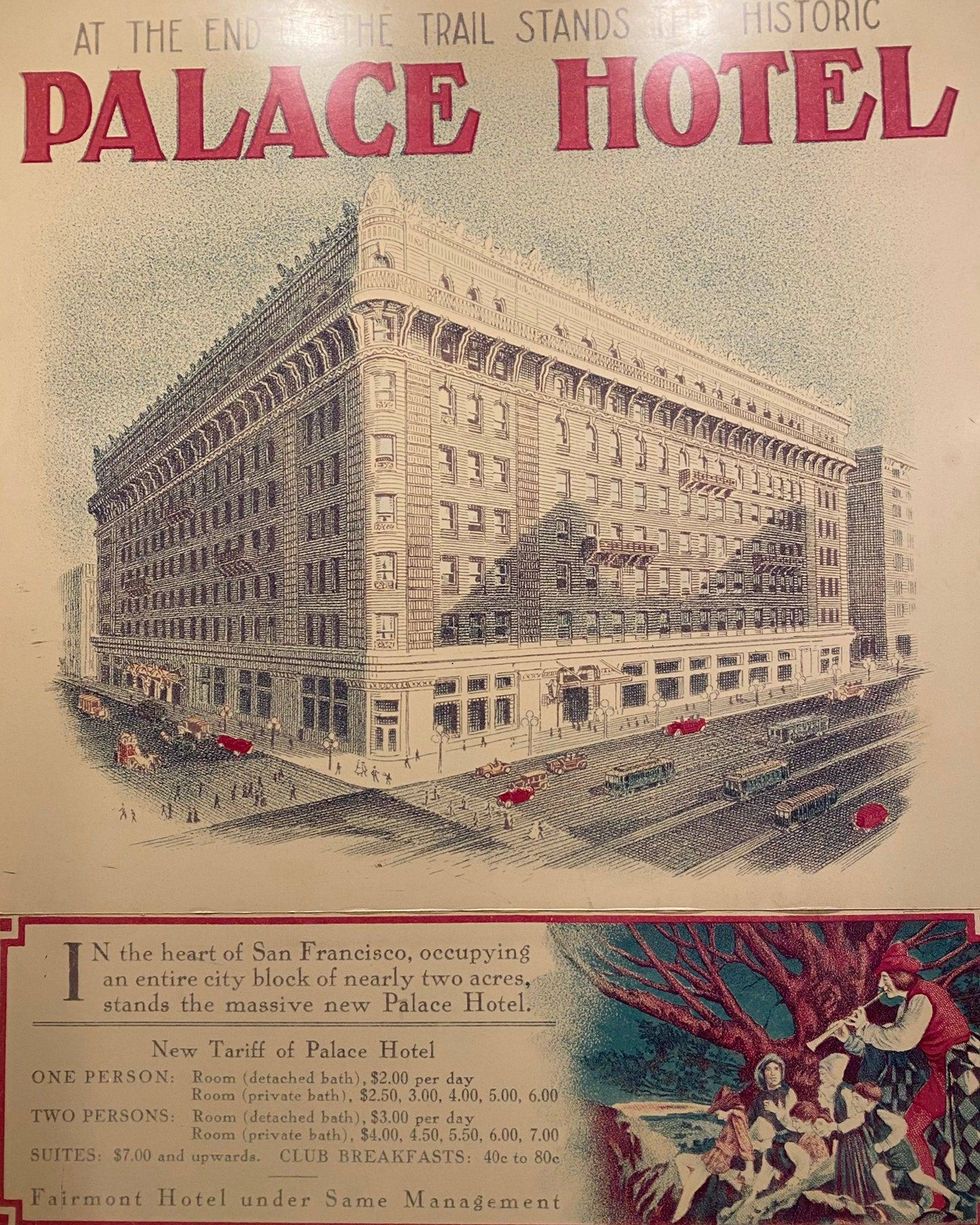 AT THE END THE TRAIL STANDS THE HISTORIC
PALACE HOTEL
IN the heart of San Francisco, occupying
an entire city block of nearly two acres,
stands the massive new Palace Hotel.
New Tariff of Palace Hotel
ONE PERSON: Room (detached bath), $2.00 per day
Room (private bath), $2.50, 3.00, 4.00, 5.00, 6.00
TWO PERSONS: Room (detached bath), $3.00 per day
Room (private bath), $4.00, 4.50, 5.50, 6.00, 7.00
SUITES: $7.00 and upwards. CLUB BREAKFASTS: 40c to 80c
Fairmont Hotel under Same Management